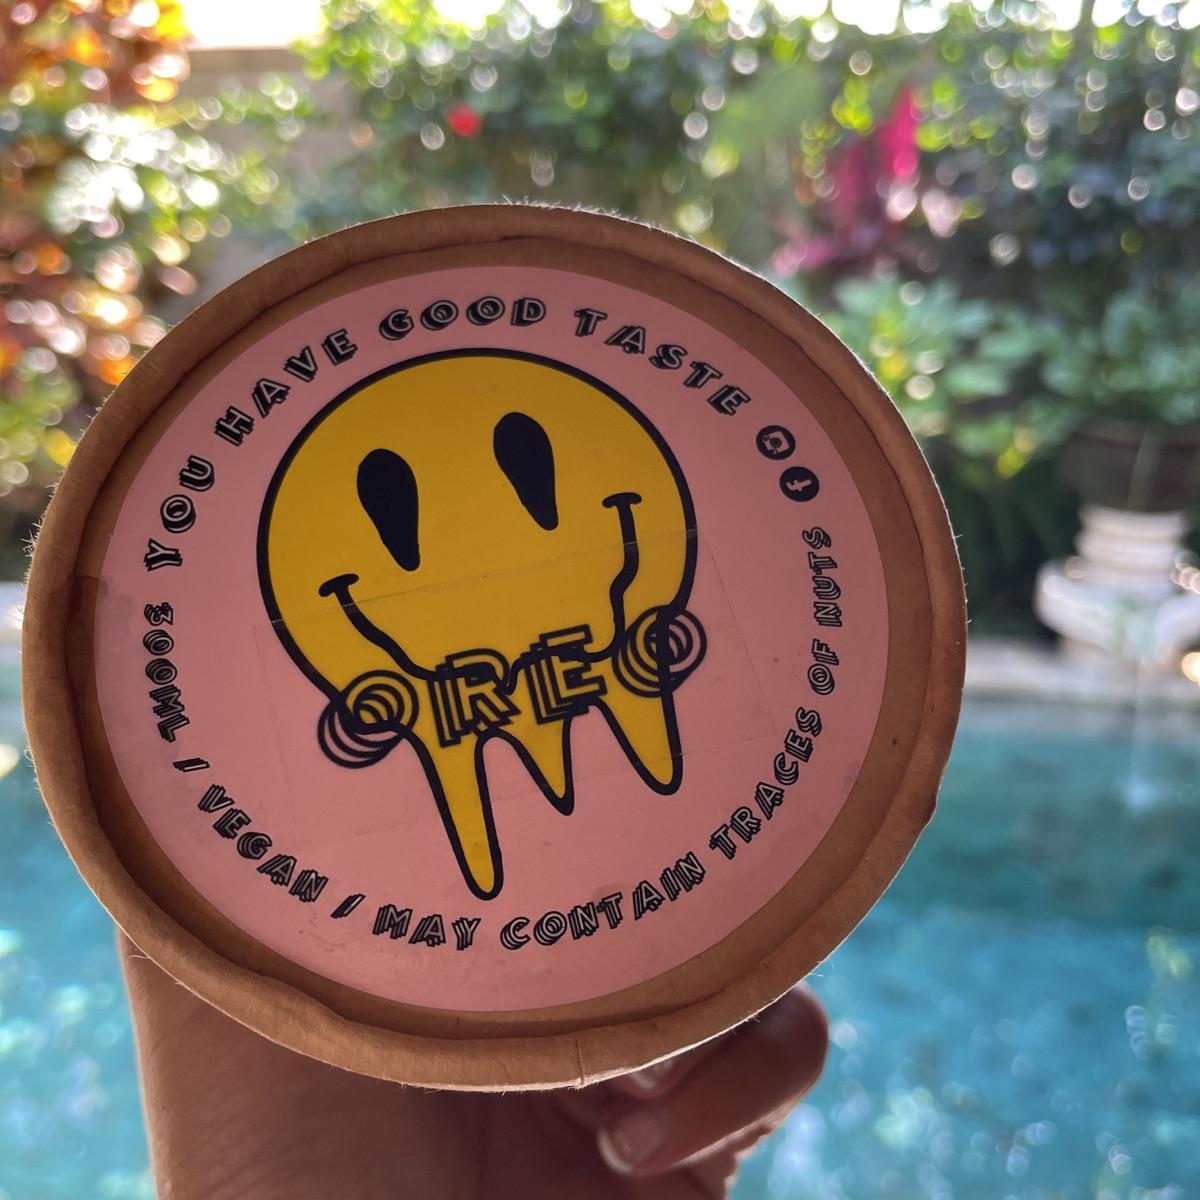 YOU HAVE GOOD TASTE
OREO
300ML / VEGAN / MAY CONTAIN TRACES OF NUTS